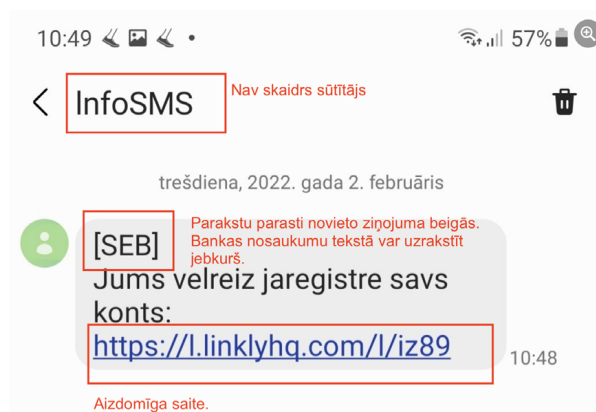 10:49
57%
InfoSMS
Nav skaidrs sūtītājs
trešdiena, 2022. gada 2. februāris
[SEB]
Parakstu parasti novieto ziņojuma beigās.
Bankas nosaukumu tekstā var uzrakstīt
jebkurš.
Jums velreiz jaregistre savs
konts:
https://l.linklyhq.com/l/iz89
10:48
Aizdomīga saite.